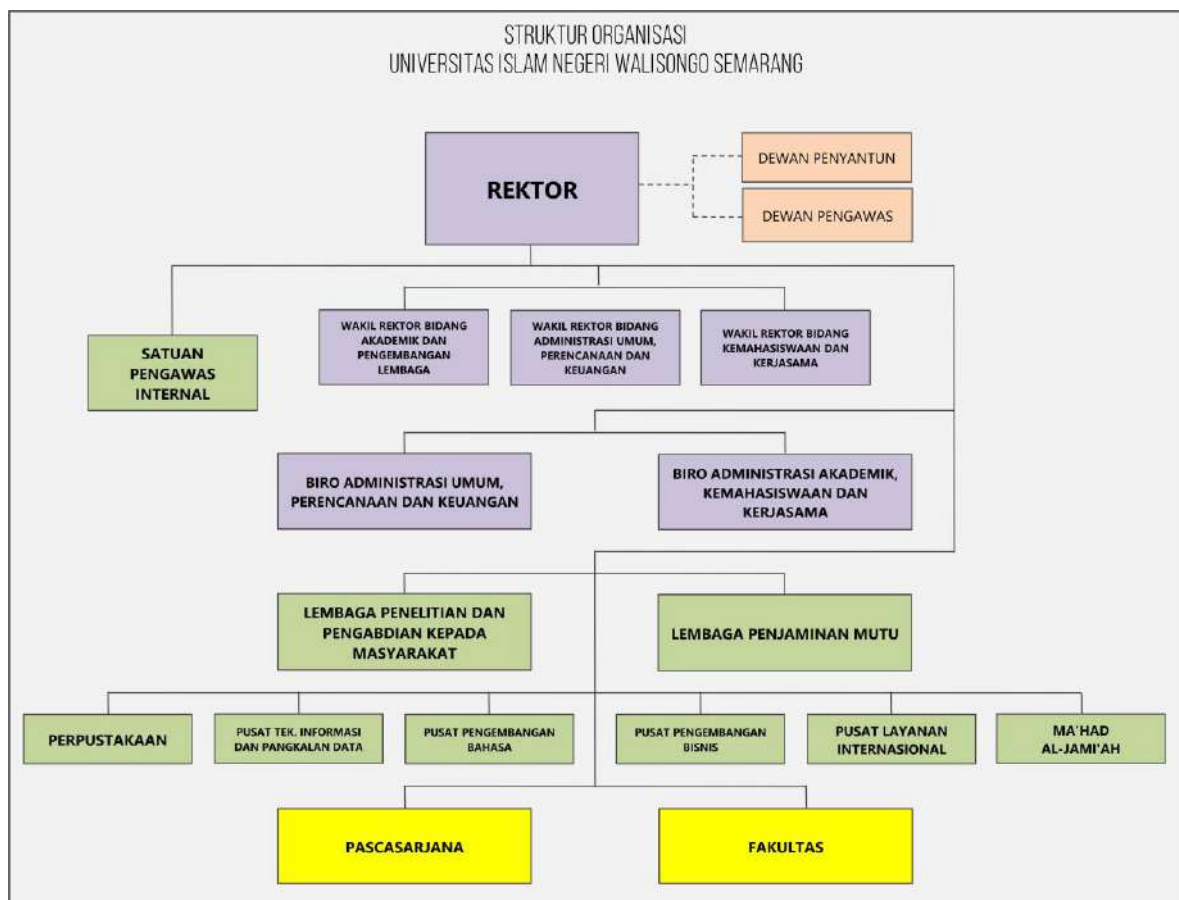 STRUKTUR ORGANISASI
UNIVERSITAS ISLAM NEGERI WALISONGO SEMARANG
REKTOR
DEWAN PENYANTUN
DEWAN PENGAWAS
SATUAN
PENGAWAS
INTERNAL
WAKIL REKTOR BIDANG
AKADEMIK DAN
PENGEMBANGAN
LEMBAGA
WAKIL REKTOR BIDANG
ADMINISTRASI UMUM,
PERENCANAAN DAN
KEUANGAN
WAKIL REKTOR BIDANG
KEMAHASISWAAN DAN
KERJASAMA
BIRO ADMINISTRASI UMUM,
PERENCANAAN DAN KEUANGAN
BIRO ADMINISTRASI AKADEMIK,
KEMAHASISWAAN DAN
KERJASAMA
LEMBAGA PENELITIAN DAN
PENGABDIAN KEPADA
MASYARAKAT
LEMBAGA PENJAMINAN MUTU
PERPUSTAKAAN
PUSAT TEK. INFORMASI
DAN PANGKALAN DATA
PUSAT PENGEMBANGAN
BAHASA
PUSAT PENGEMBANGAN
BISNIS
PUSAT LAYANAN
INTERNASIONAL
MA'HAD
AL-JAMI'AH
PASCASARJANA
FAKULTAS